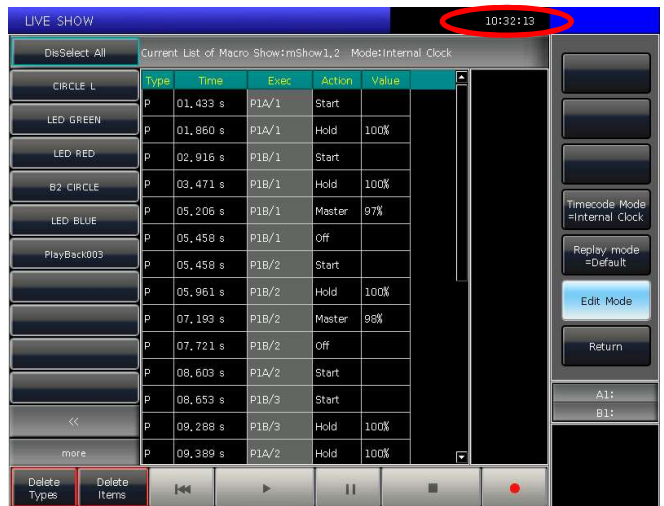 LIVE SHOW
10:32:13
DisSelect All
Current List of Macro Show:mShow1,2 Mode:Internal Clock
CIRCLE L
LED GREEN
LED RED
B2 CIRCLE
LED BLUE
PlayBack003
<<
more
Type Time Exec Action Value
P 01,433 s P1A/1 Start
P 01,860 s P1A/1 Hold 100%
P 02,916 s P1B/1 Start
P 03,471 s P1B/1 Hold 100%
P 05,206 s P1B/1 Master 97%
P 05,458 s P1B/1 Off
P 05,458 s P1B/2 Start
P 05,961 s P1B/2 Hold 100%
P 07,193 s P1B/2 Master 98%
P 07,721 s P1B/2 Off
P 08,603 s P1A/2 Start
P 08,653 s P1B/3 Start
P 09,288 s P1B/3 Hold 100%
P 09,389 s P1A/2 Hold 100%
Timecode Mode
=Internal Clock
Replay mode
=Default
Edit Mode
Return
A1:
B1:
Delete
Types
Delete
Items